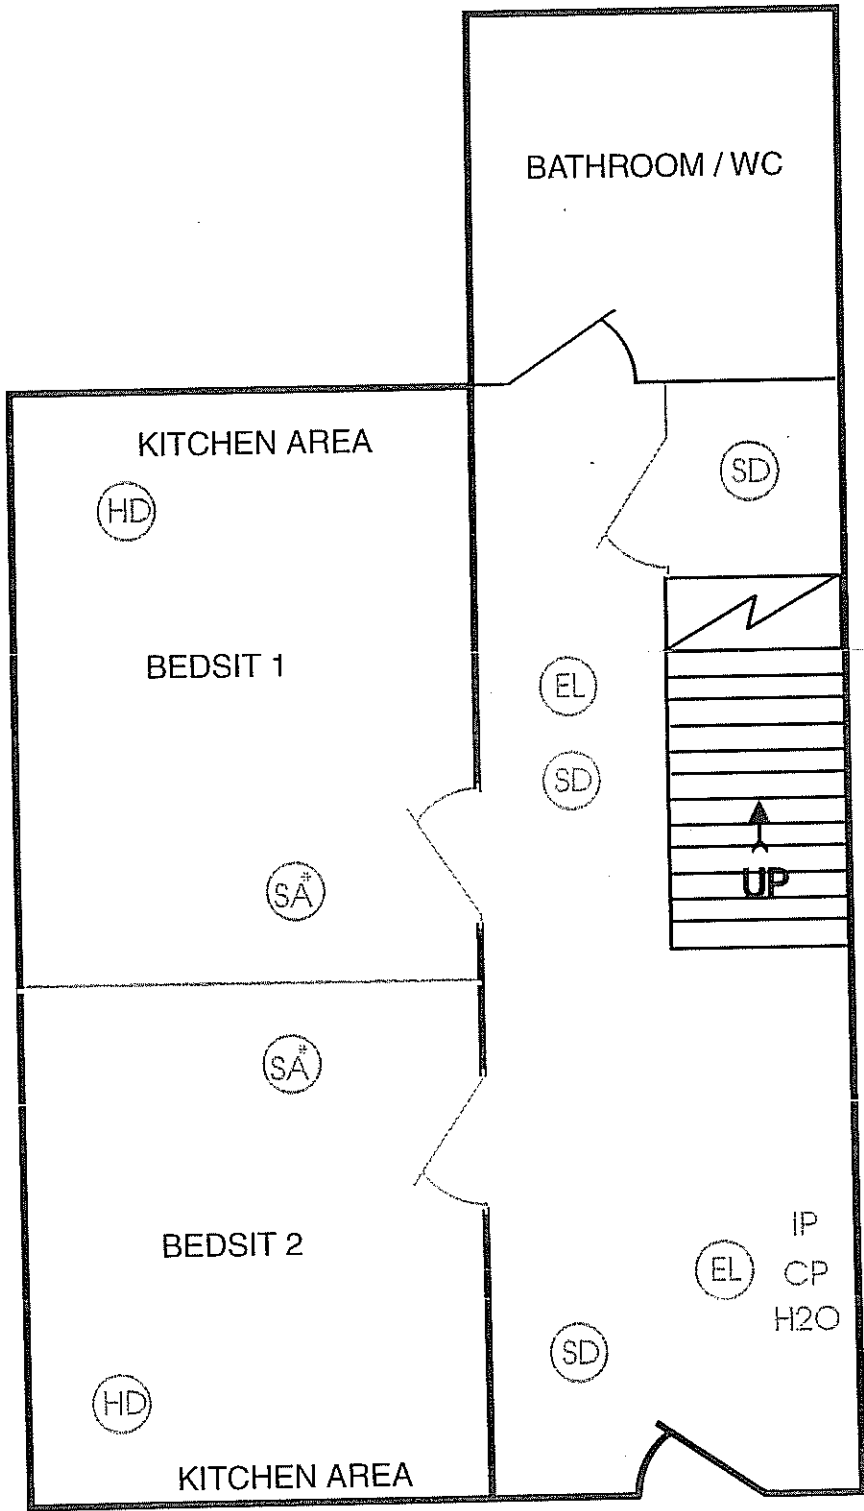 BATHROOM / WC
KITCHEN AREA
SD
HD
BEDSIT 1
EL
SD
UP
SA*
SA*
BEDSIT 2
IP
EL
CP
H2O
SD
HD
KITCHEN AREA